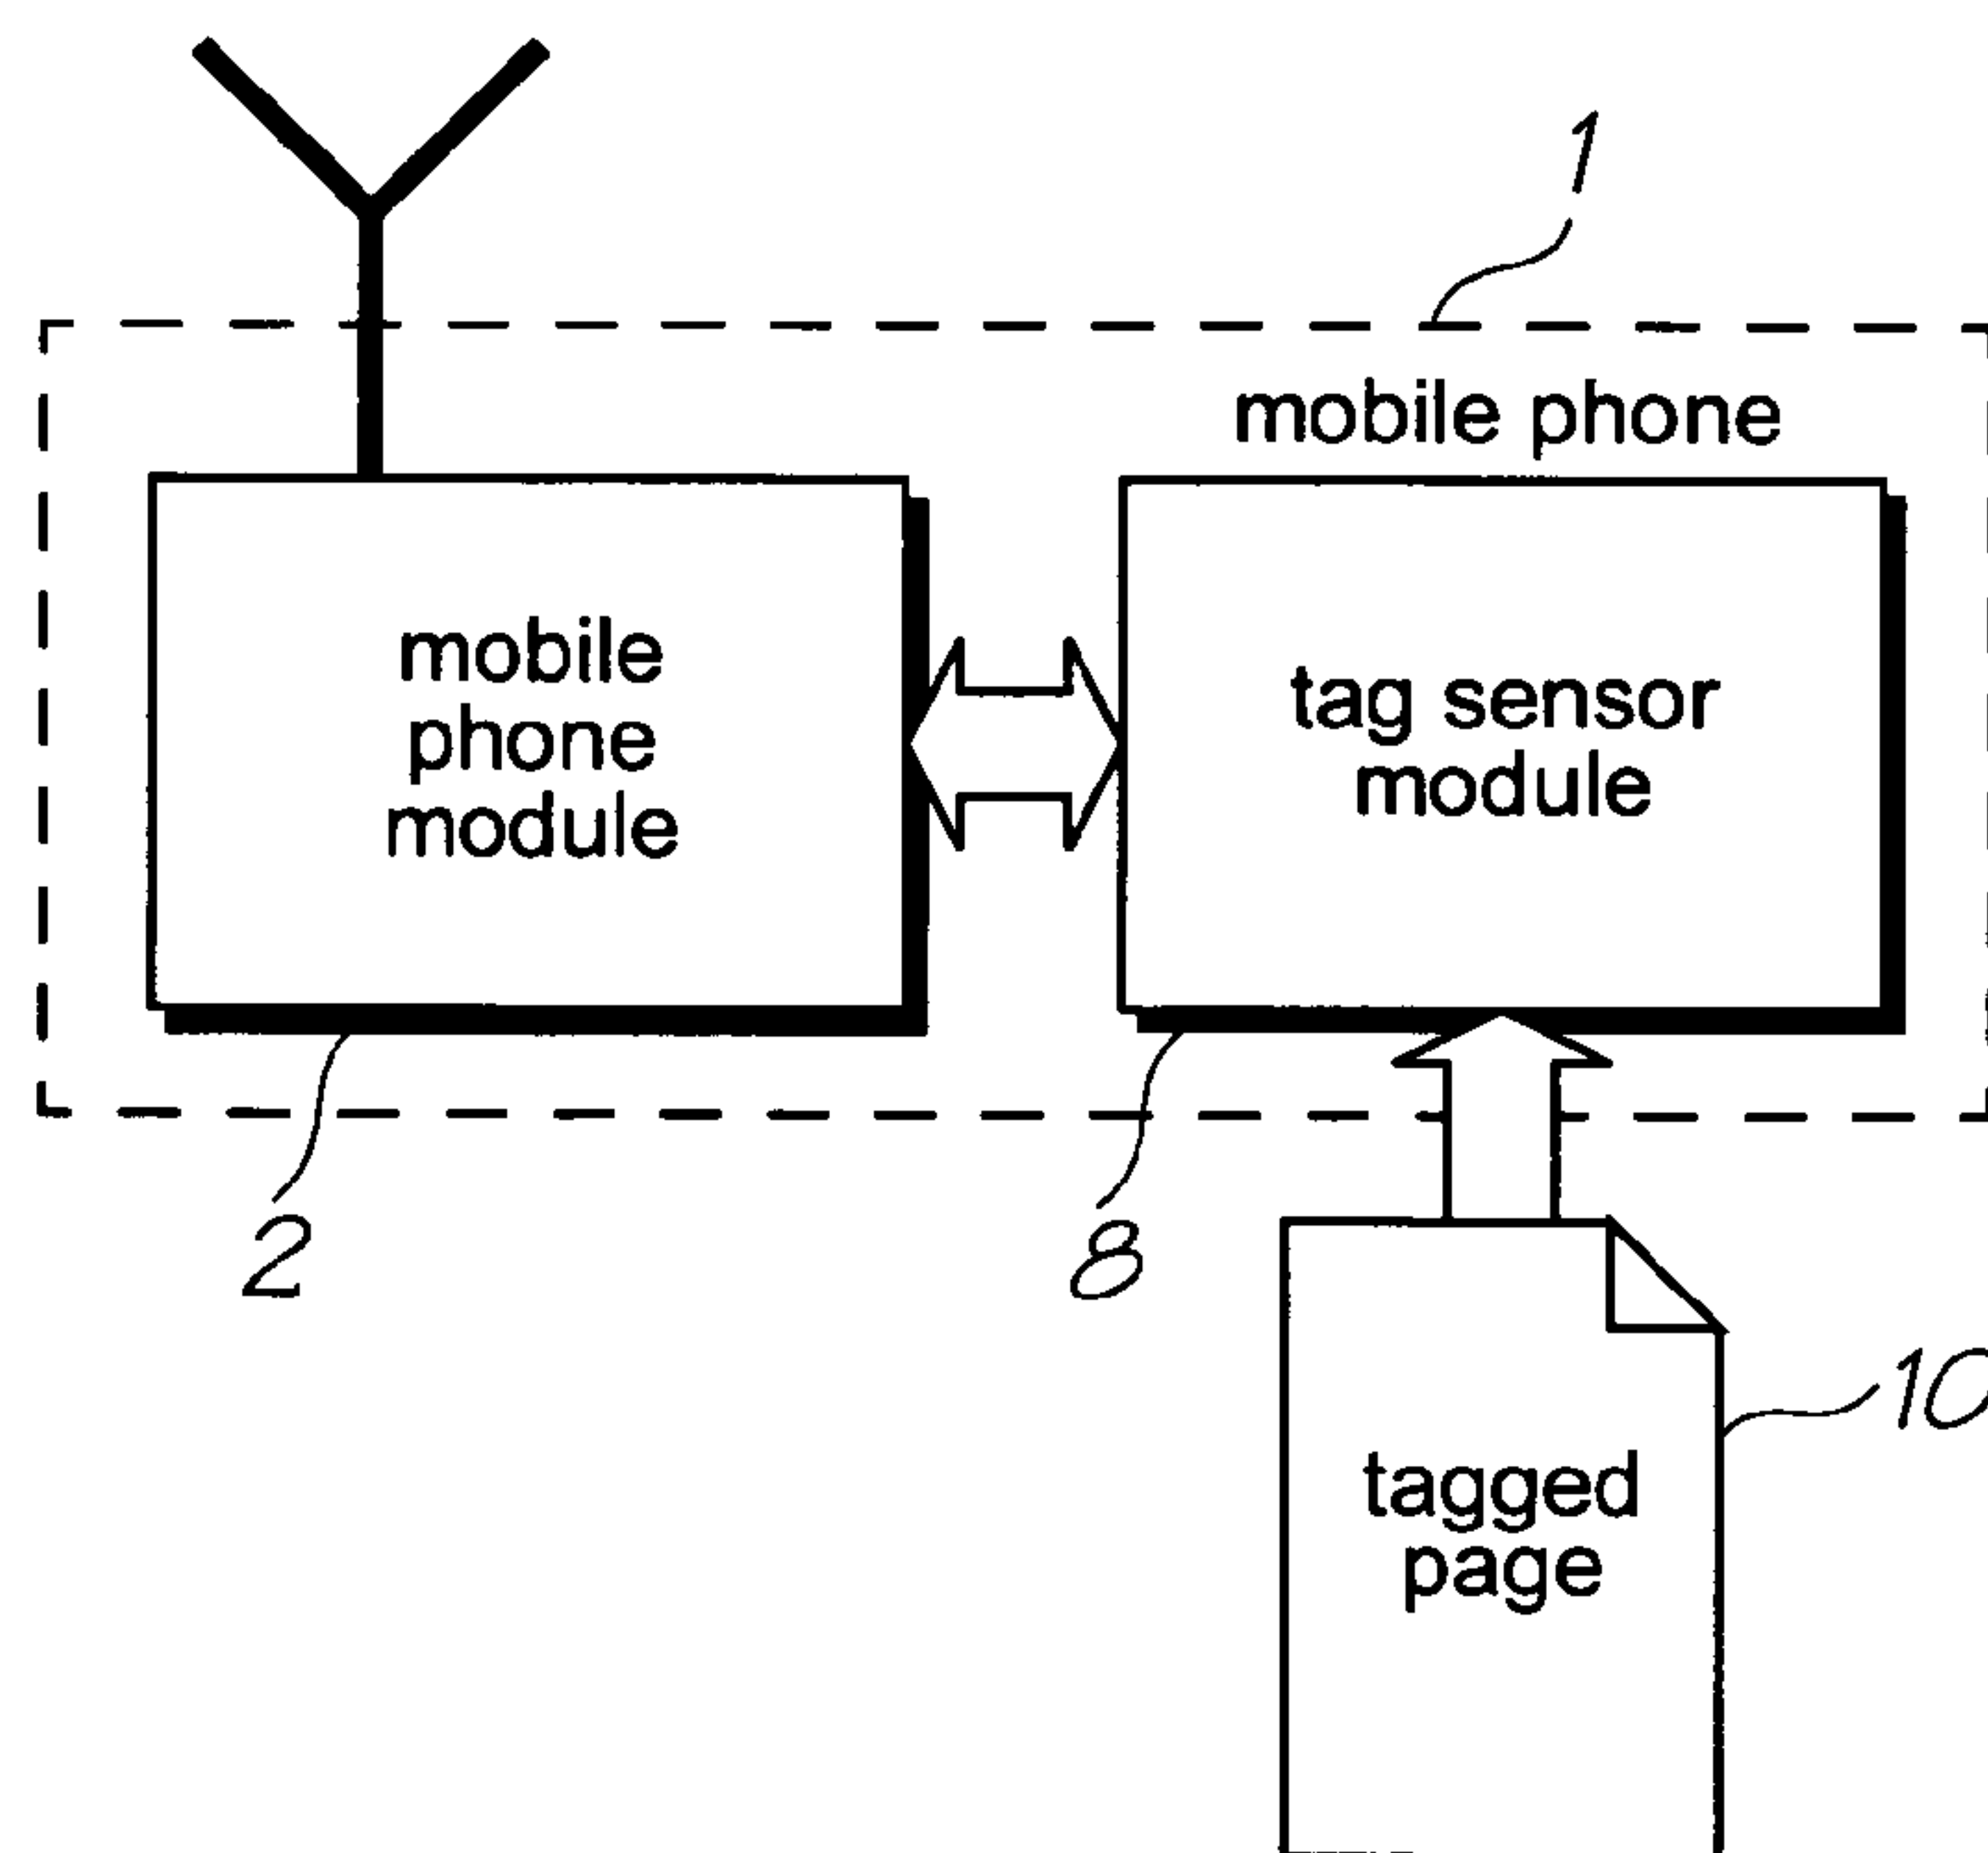 1
mobile phone
mobile
phone
module
tag sensor
module
2
8
10
tagged
page